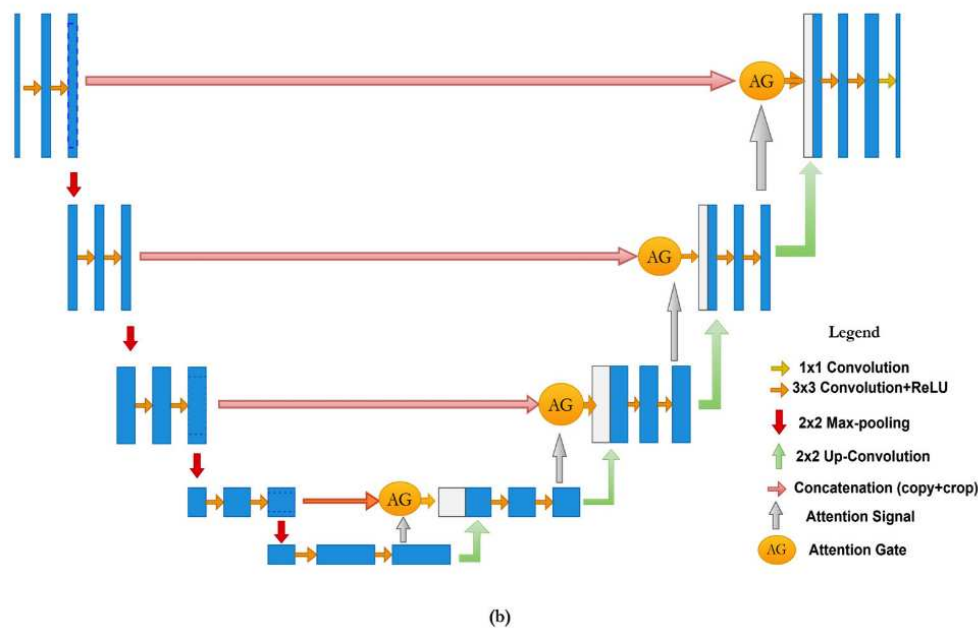 AG
AG
Legend
1x1 Convolution
3x3 Convolution+ReLU
AG
2x2 Max-pooling
2x2 Up-Convolution
Concatenation (copy+crop)
AG
Attention Signal
AG Attention Gate
(b)